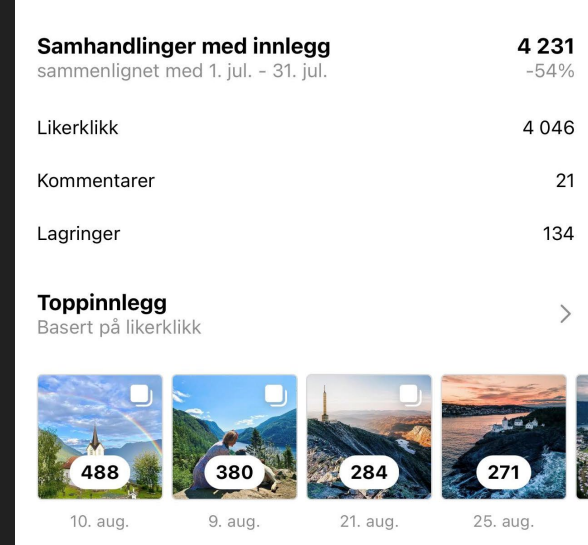 Samhandlinger med innlegg 4 231
sammenlignet med 1. jul. - 31. jul. -54%
Likerklikk 4 046
Kommentarer 21
Lagringer 134
Toppinnlegg
Basert på likerklikk
488 380 284 271
10. aug. 9. aug. 21. aug. 25. aug.